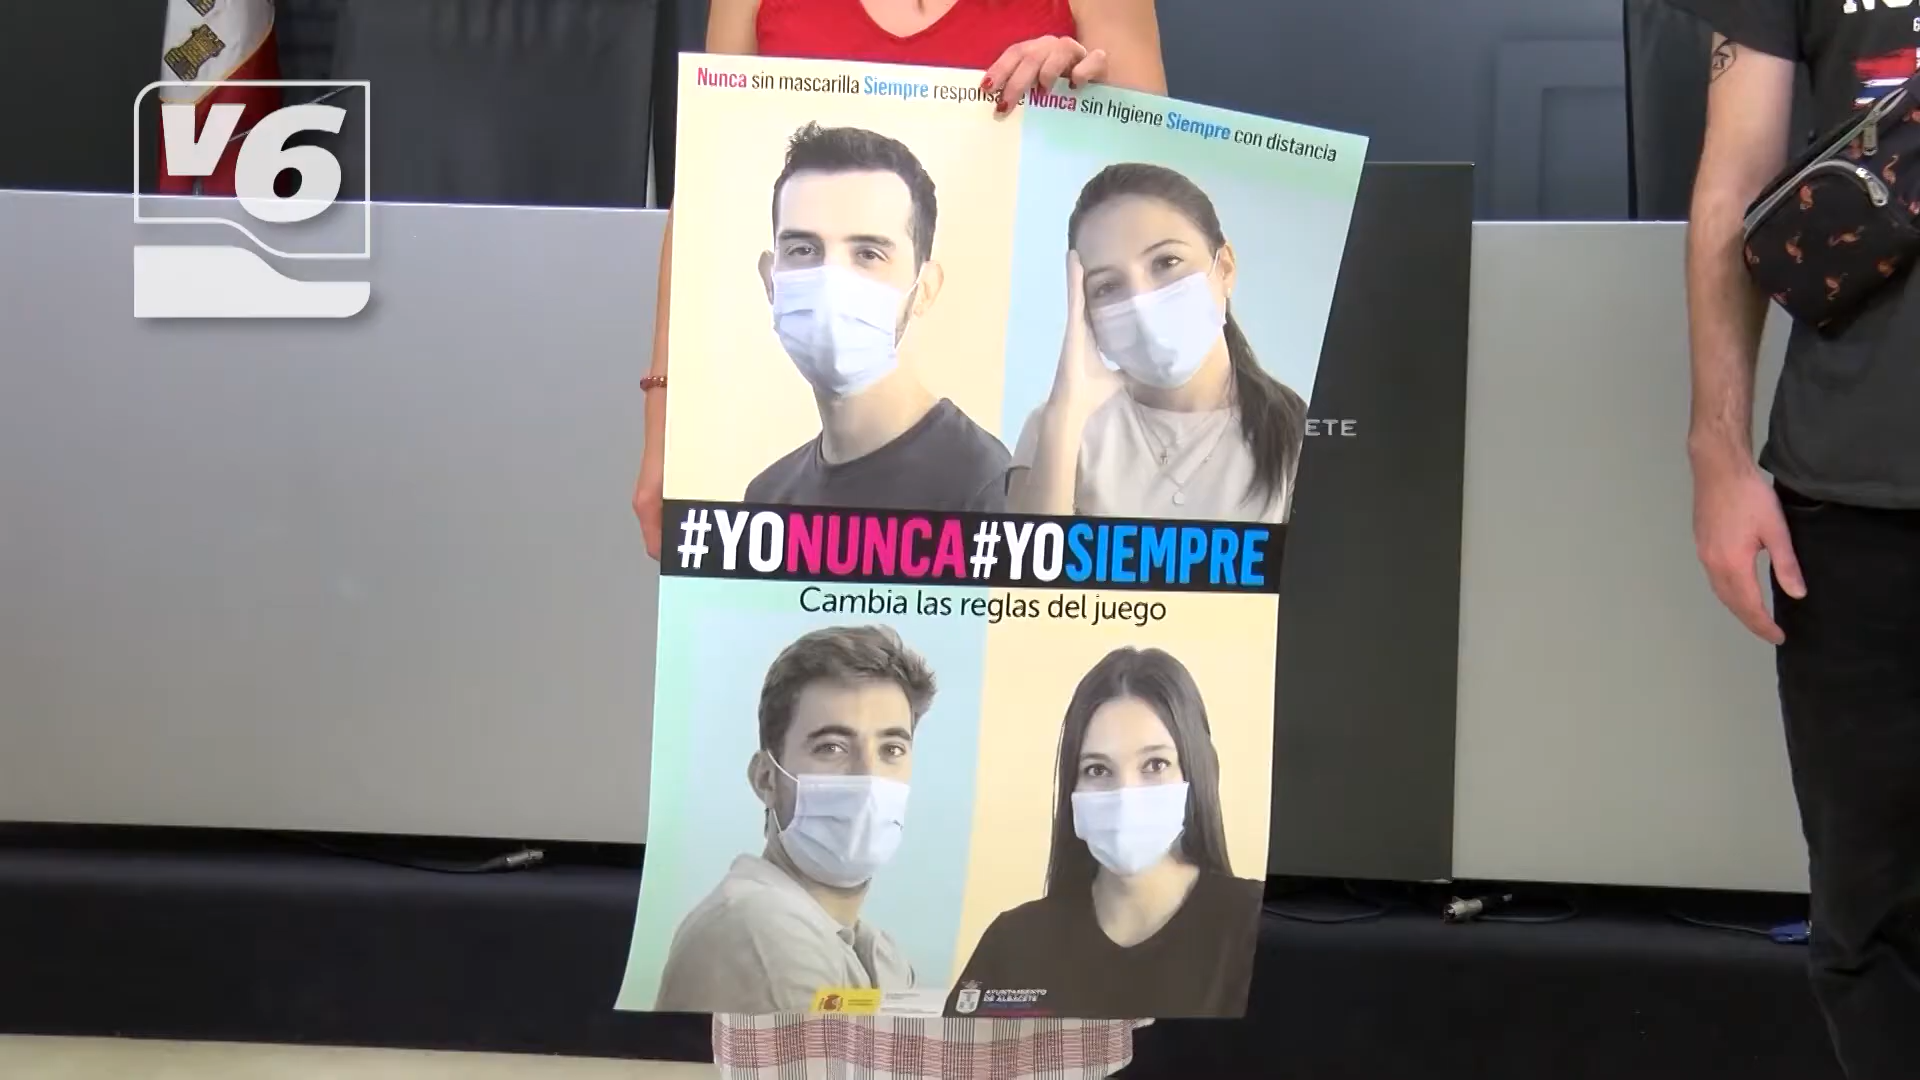 V6
Nunca sin mascarilla Siempre Nunca sin higiene Siempre con distancia
ETE
#YONUNCA#YOSIEMPRE
Cambia las reglas del juego
AYUNTAMIENTO
DE ALBACETE